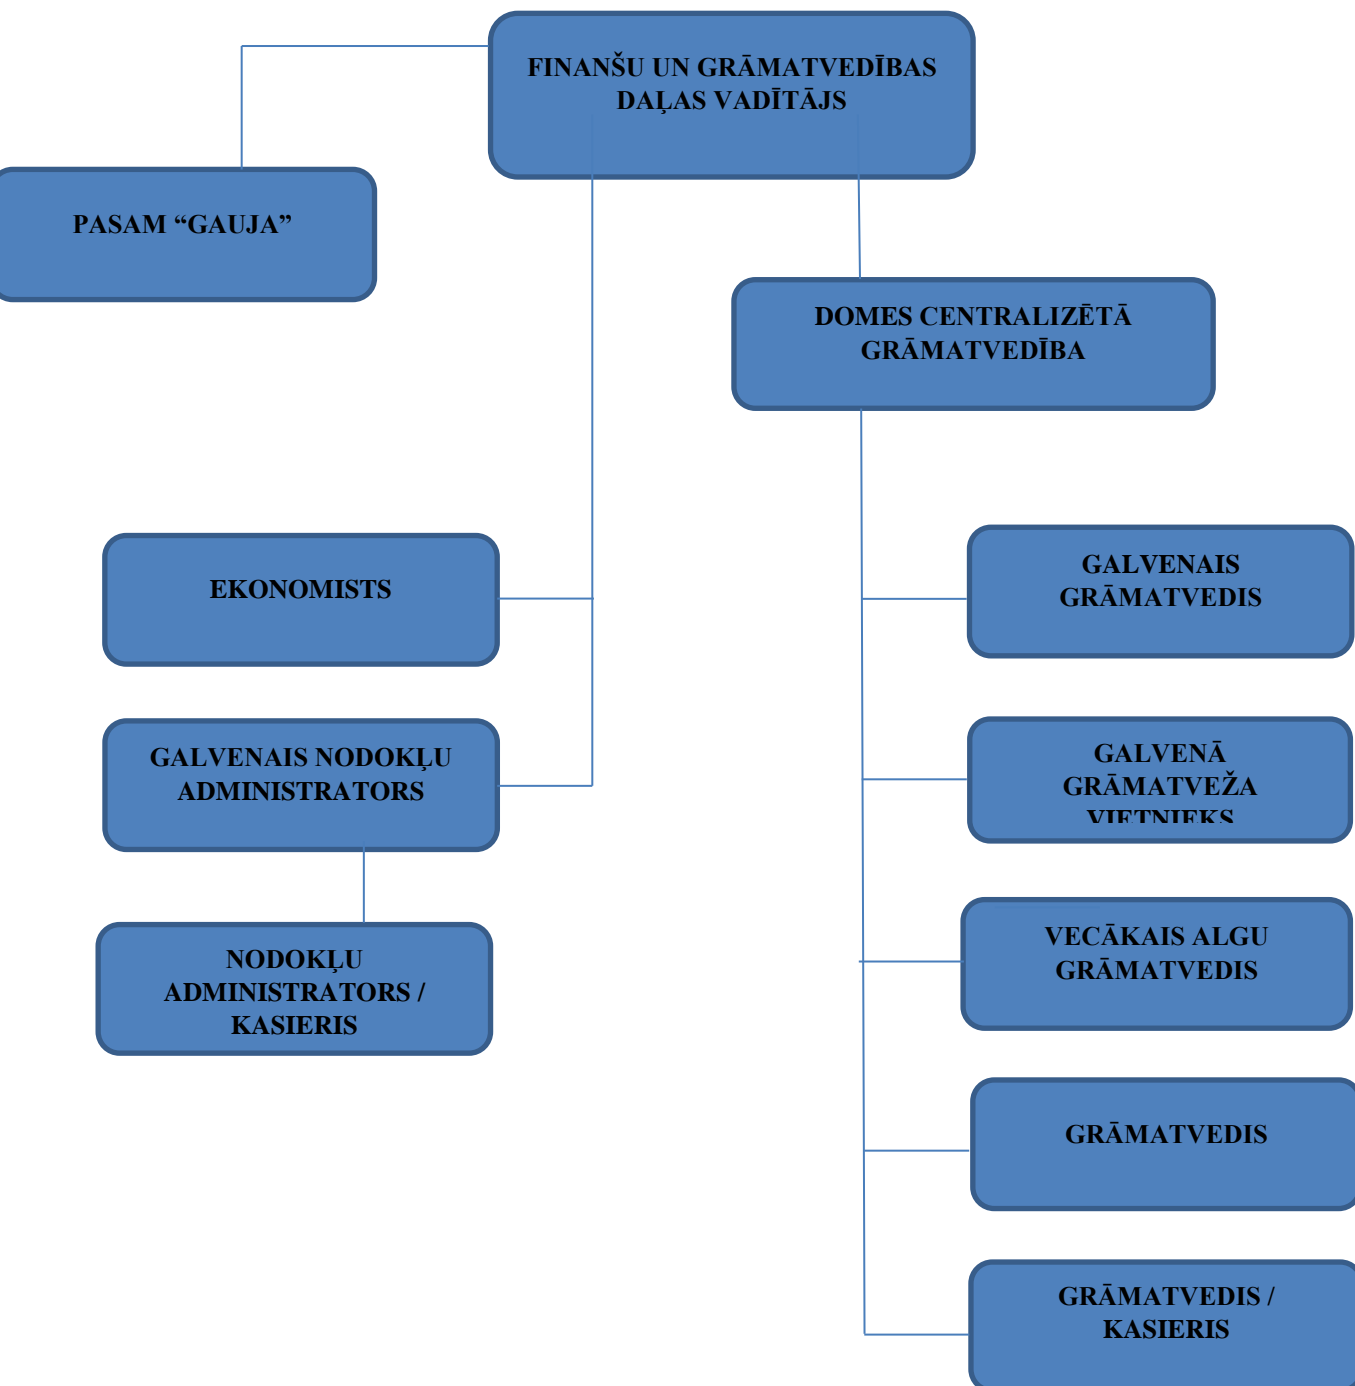 FINANŠU UN GRĀMATVEDĪBAS
DAĻAS VADĪTĀJS
PASAM “GAUJA”
DOMES CENTRALIZĒTĀ
GRĀMATVEDĪBA
EKONOMISTS
GALVENAIS
GRĀMATVEDIS
GALVENAIS NODOKĻU
ADMINISTRATORS
GALVENĀ
GRĀMATVEŽA
VIETNIEKS
NODOKĻU
ADMINISTRATORS /
KASIERIS
VECĀKAIS ALGU
GRĀMATVEDIS
GRĀMATVEDIS
GRĀMATVEDIS /
KASIERIS